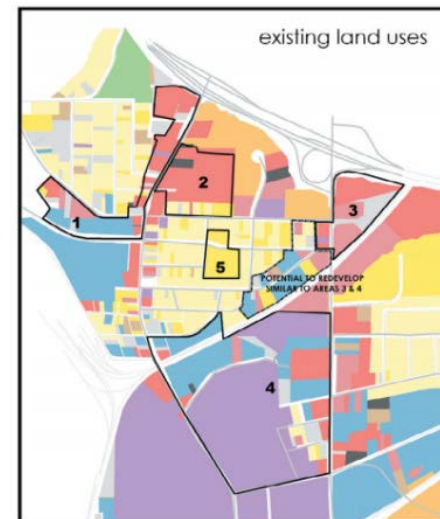 existing land uses
2
3
1
5
POTENTIAL TO REDEVELOP
SIMILAR TO AREAS 3 & 4
4